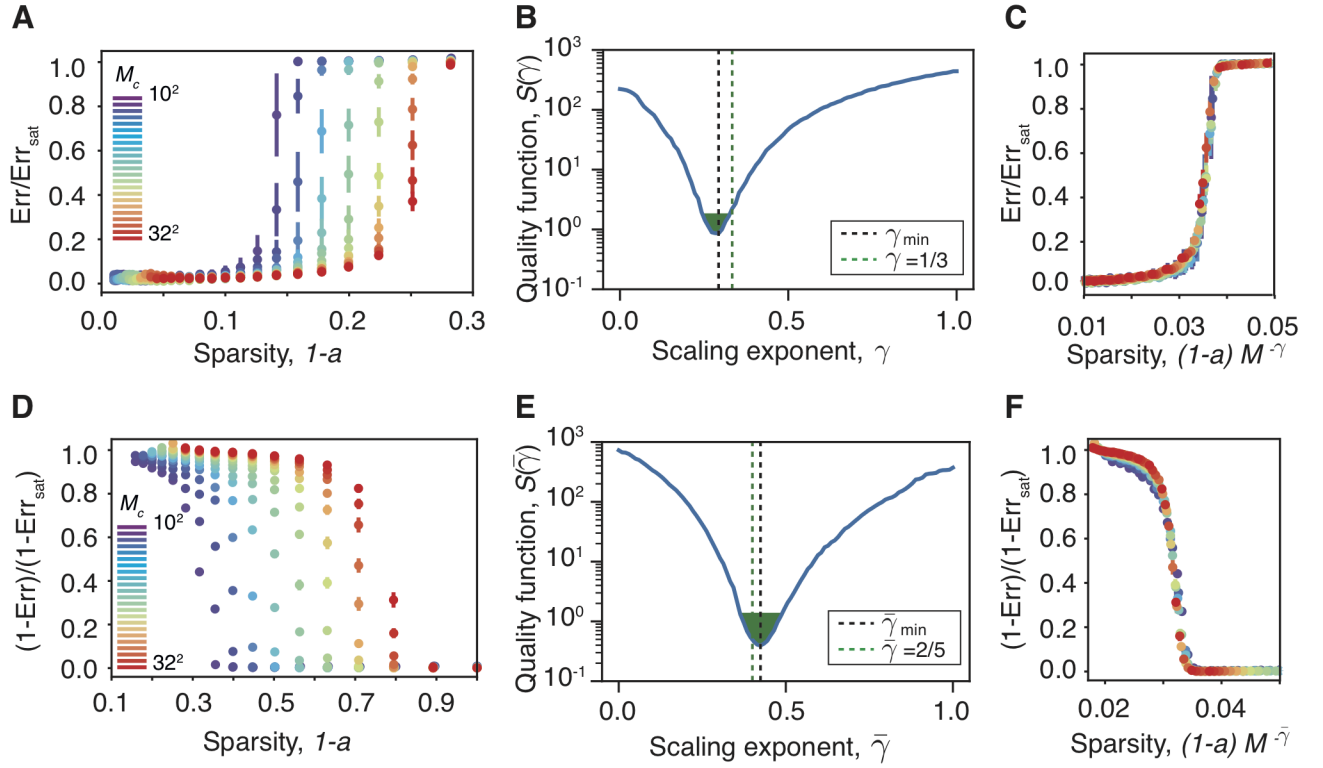 A
Err/Err_sat
1.0
0.8
0.6
0.4
0.2
0.0
M_c
10²
32²
0.0 0.1 0.2 0.3
Sparsity, 1-a
B
Quality function, S(γ)
10³
10²
10¹
10⁰
10⁻¹
γ_min
γ =1/3
0.0 0.5 1.0
Scaling exponent, γ
C
Err/Err_sat
1.0
0.8
0.6
0.4
0.2
0.0
0.01 0.03 0.05
Sparsity, (1-a) M^-γ
D
(1-Err)/(1-Err_sat)
1.0
0.8
0.6
0.4
0.2
0.0
M_c
10²
32²
0.1 0.3 0.5 0.7 0.9
Sparsity, 1-a
E
Quality function, S(γ̄)
10³
10²
10¹
10⁰
10⁻¹
γ̄_min
γ̄ =2/5
0.0 0.5 1.0
Scaling exponent, γ̄
F
(1-Err)/(1-Err_sat)
1.0
0.8
0.6
0.4
0.2
0.0
0.02 0.04
Sparsity, (1-a) M^-γ̄